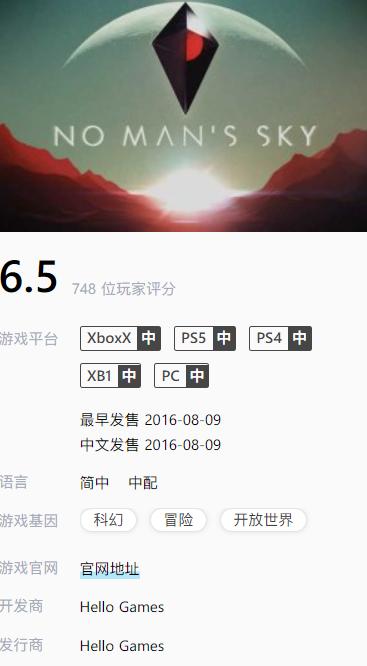 NO MAN'S SKY
6.5 748 位玩家评分
游戏平台 XboxX 中 PS5 中 PS4 中
XB1 中 PC 中
最早发售 2016-08-09
中文发售 2016-08-09
语言 简中 中配
游戏基因 科幻 冒险 开放世界
游戏官网 官网地址
开发商 Hello Games
发行商 Hello Games